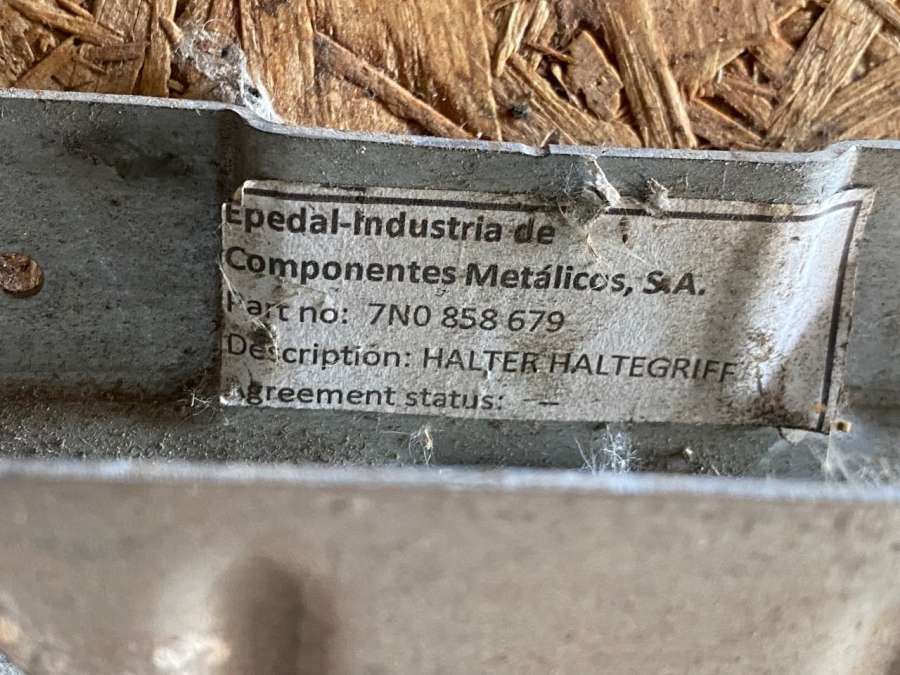 Epedal-Industria de
Componentes Metálicos, S.A.
Part no: 7N0 858 679
Description: HALTER HALTEGRIFF
Agreement status: ---